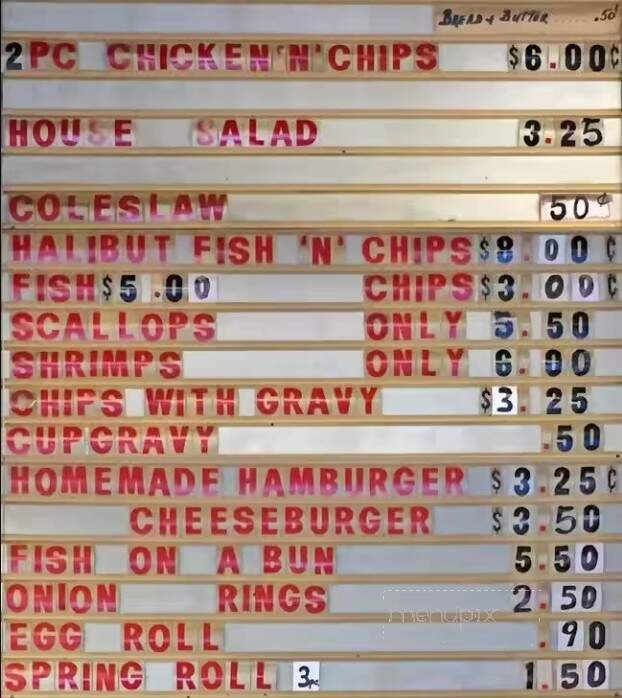 BREAD & BUTTER ..... .50¢
2PC CHICKEN'N'CHIPS $6.00¢
HOUSE SALAD 3.25
COLESLAW 50¢
HALIBUT FISH 'N' CHIPS $8.00¢
FISH $5.00 CHIPS $3.00¢
SCALLOPS ONLY 5.50
SHRIMPS ONLY 6.00
CHIPS WITH GRAVY $3.25
CUP GRAVY .50
HOMEMADE HAMBURGER $3.25¢
CHEESEBURGER $3.50
FISH ON A BUN 5.50
ONION RINGS 2.50
menupix
EGG ROLL .90
SPRING ROLL 3pc 1.50